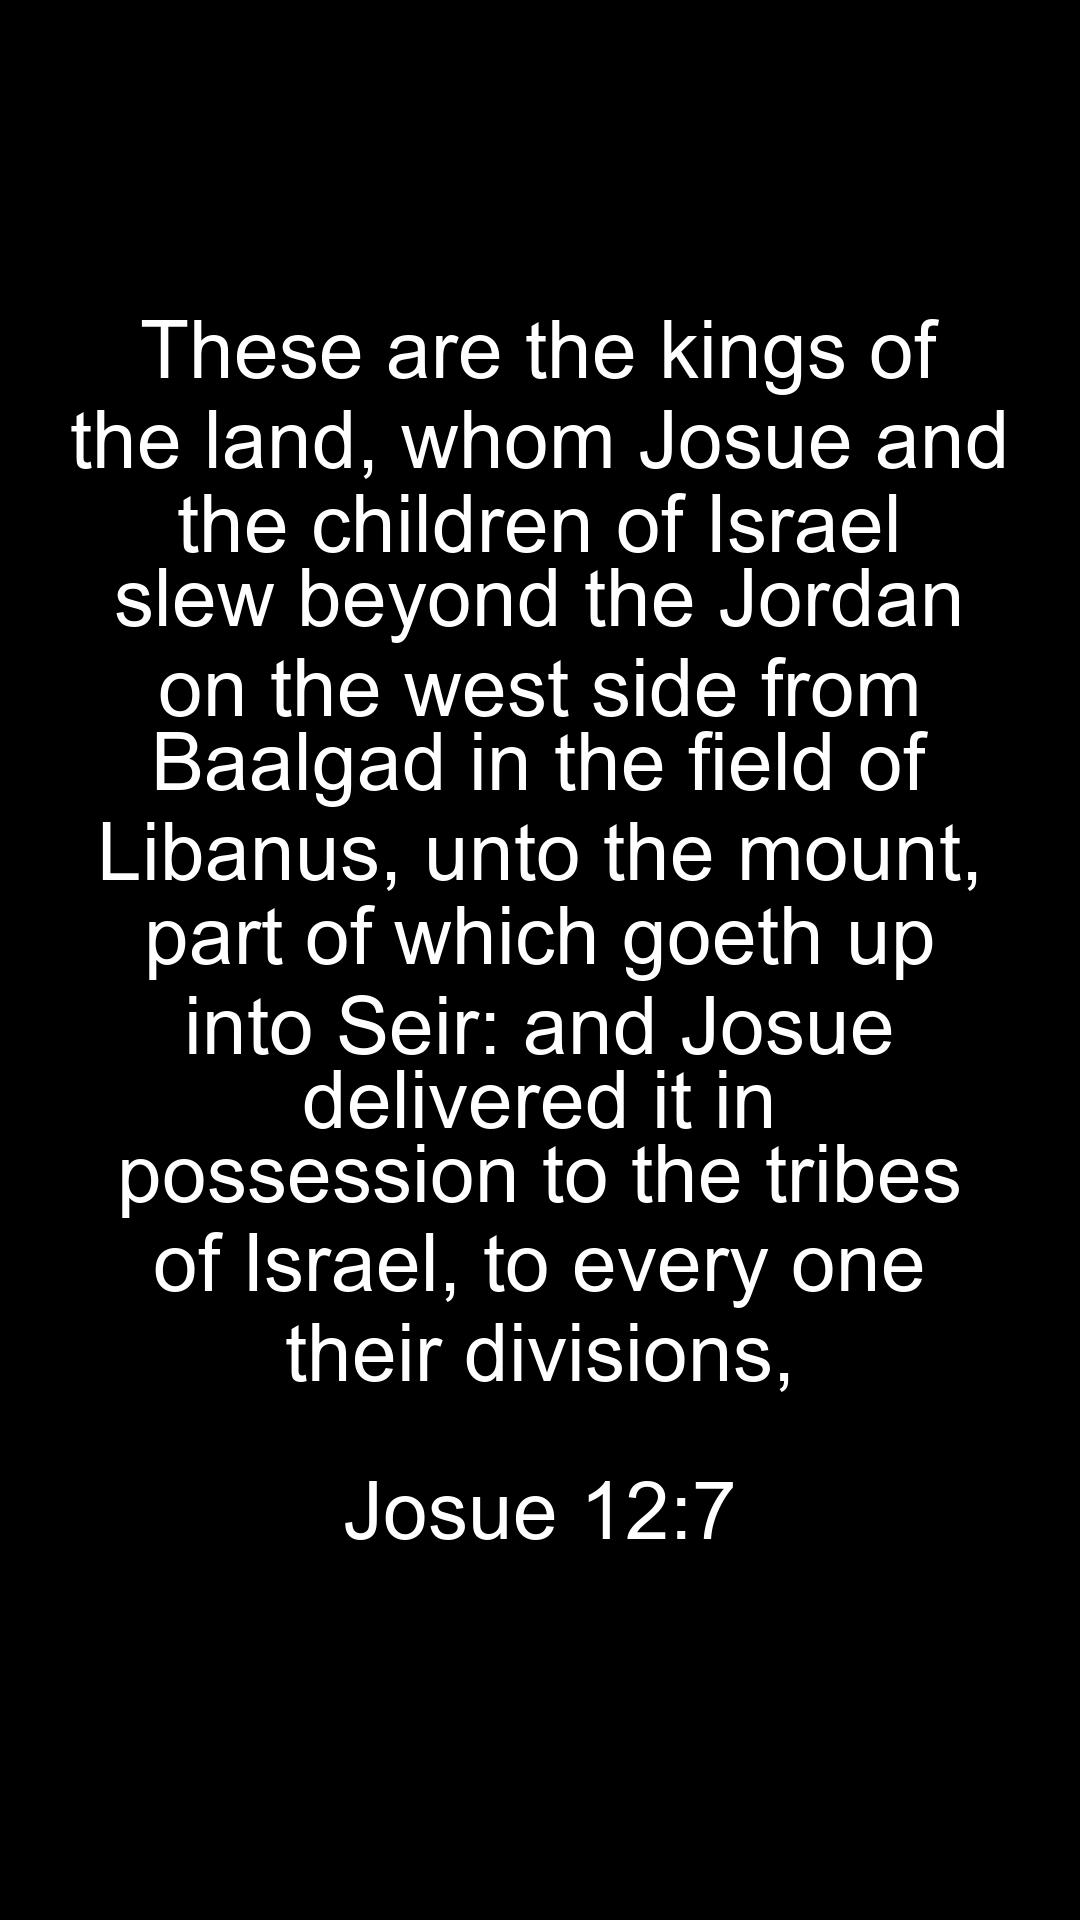 These are the kings of
the land, whom Josue and
the children of Israel
slew beyond the Jordan
on the west side from
Baalgad in the field of
Libanus, unto the mount,
part of which goeth up
into Seir: and Josue
delivered it in
possession to the tribes
of Israel, to every one
their divisions,
Josue 12:7